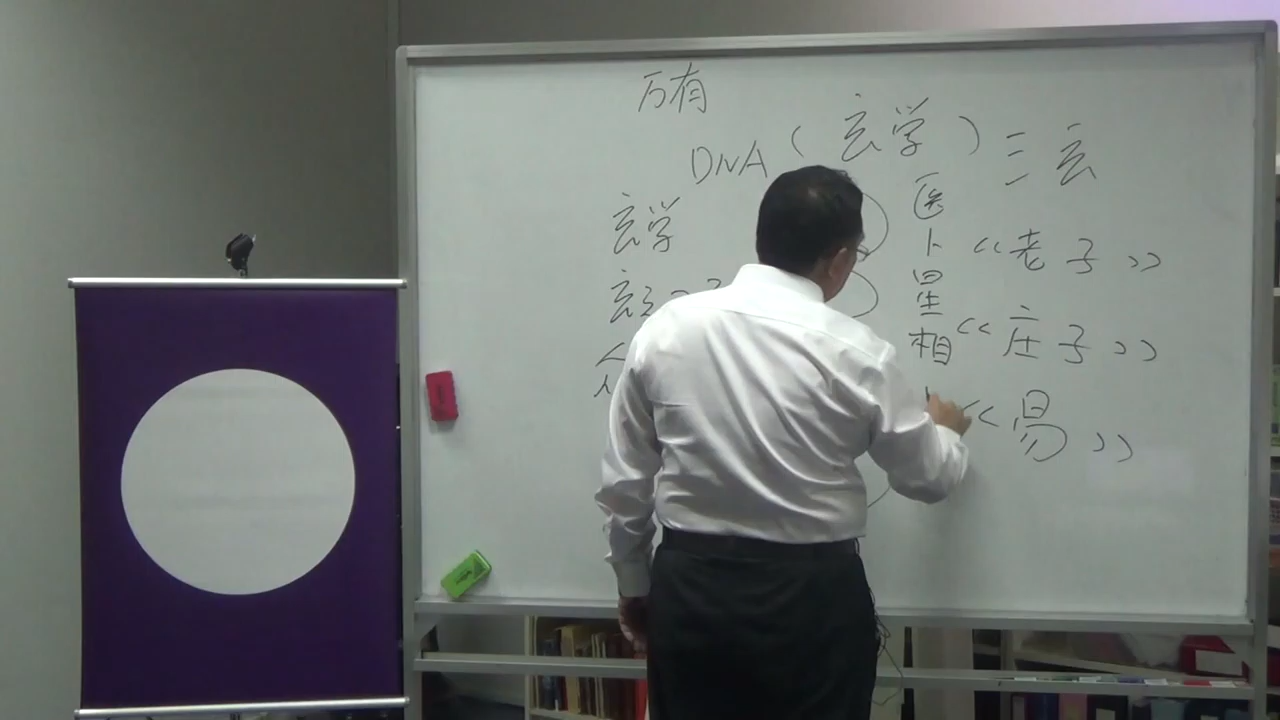 万有
DNA (玄学) 三玄
玄学
医
卜
星
相
《老子》
《庄子》
《易》